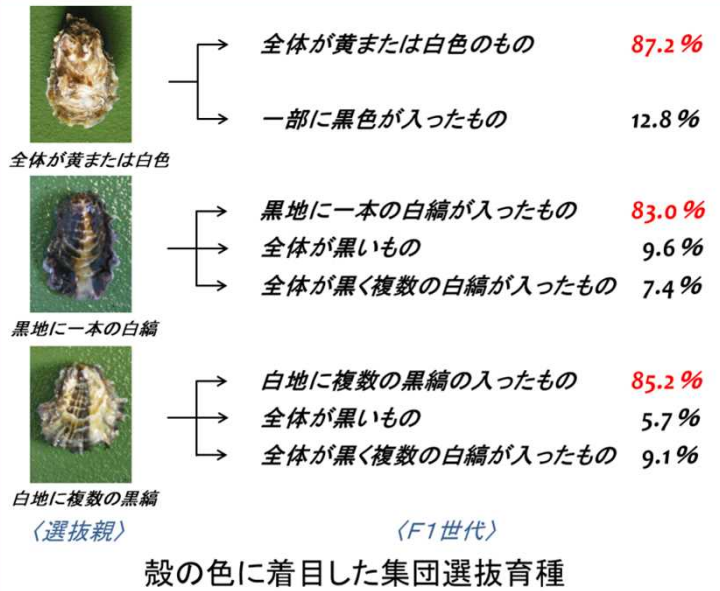 全体が黄または白色のもの 87.2%
一部に黒色が入ったもの 12.8%
全体が黄または白色
黒地に一本の白縞が入ったもの 83.0%
全体が黒いもの 9.6%
全体が黒く複数の白縞が入ったもの 7.4%
黒地に一本の白縞
白地に複数の黒縞の入ったもの 85.2%
全体が黒いもの 5.7%
全体が黒く複数の白縞が入ったもの 9.1%
白地に複数の黒縞
〈選抜親〉 〈F1世代〉
殻の色に着目した集団選抜育種